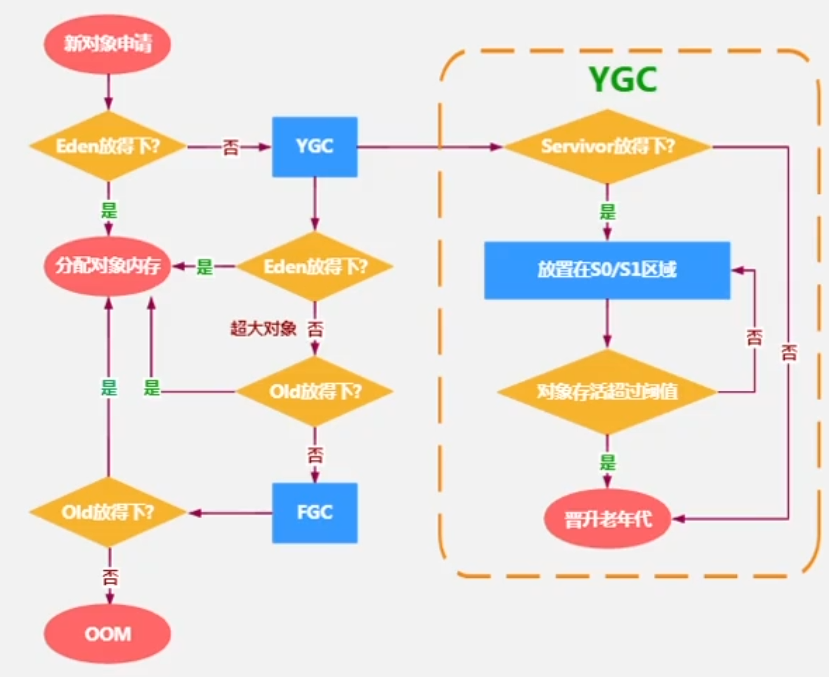 新对象申请
YGC
Eden放得下?
否
YGC
Servivor放得下?
是
是
分配对象内存
是
Eden放得下?
放置在S0/S1区域
超大对象
否
否
否
是
是
Old放得下?
对象存活超过阈值
否
是
Old放得下?
FGC
晋升老年代
否
OOM